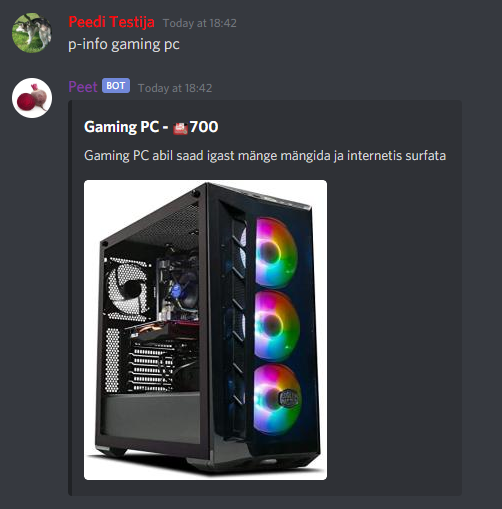 Peedi Testija Today at 18:42
p-info gaming pc
Peet BOT Today at 18:42
Gaming PC - 700
Gaming PC abil saad igast mänge mängida ja internetis surfata